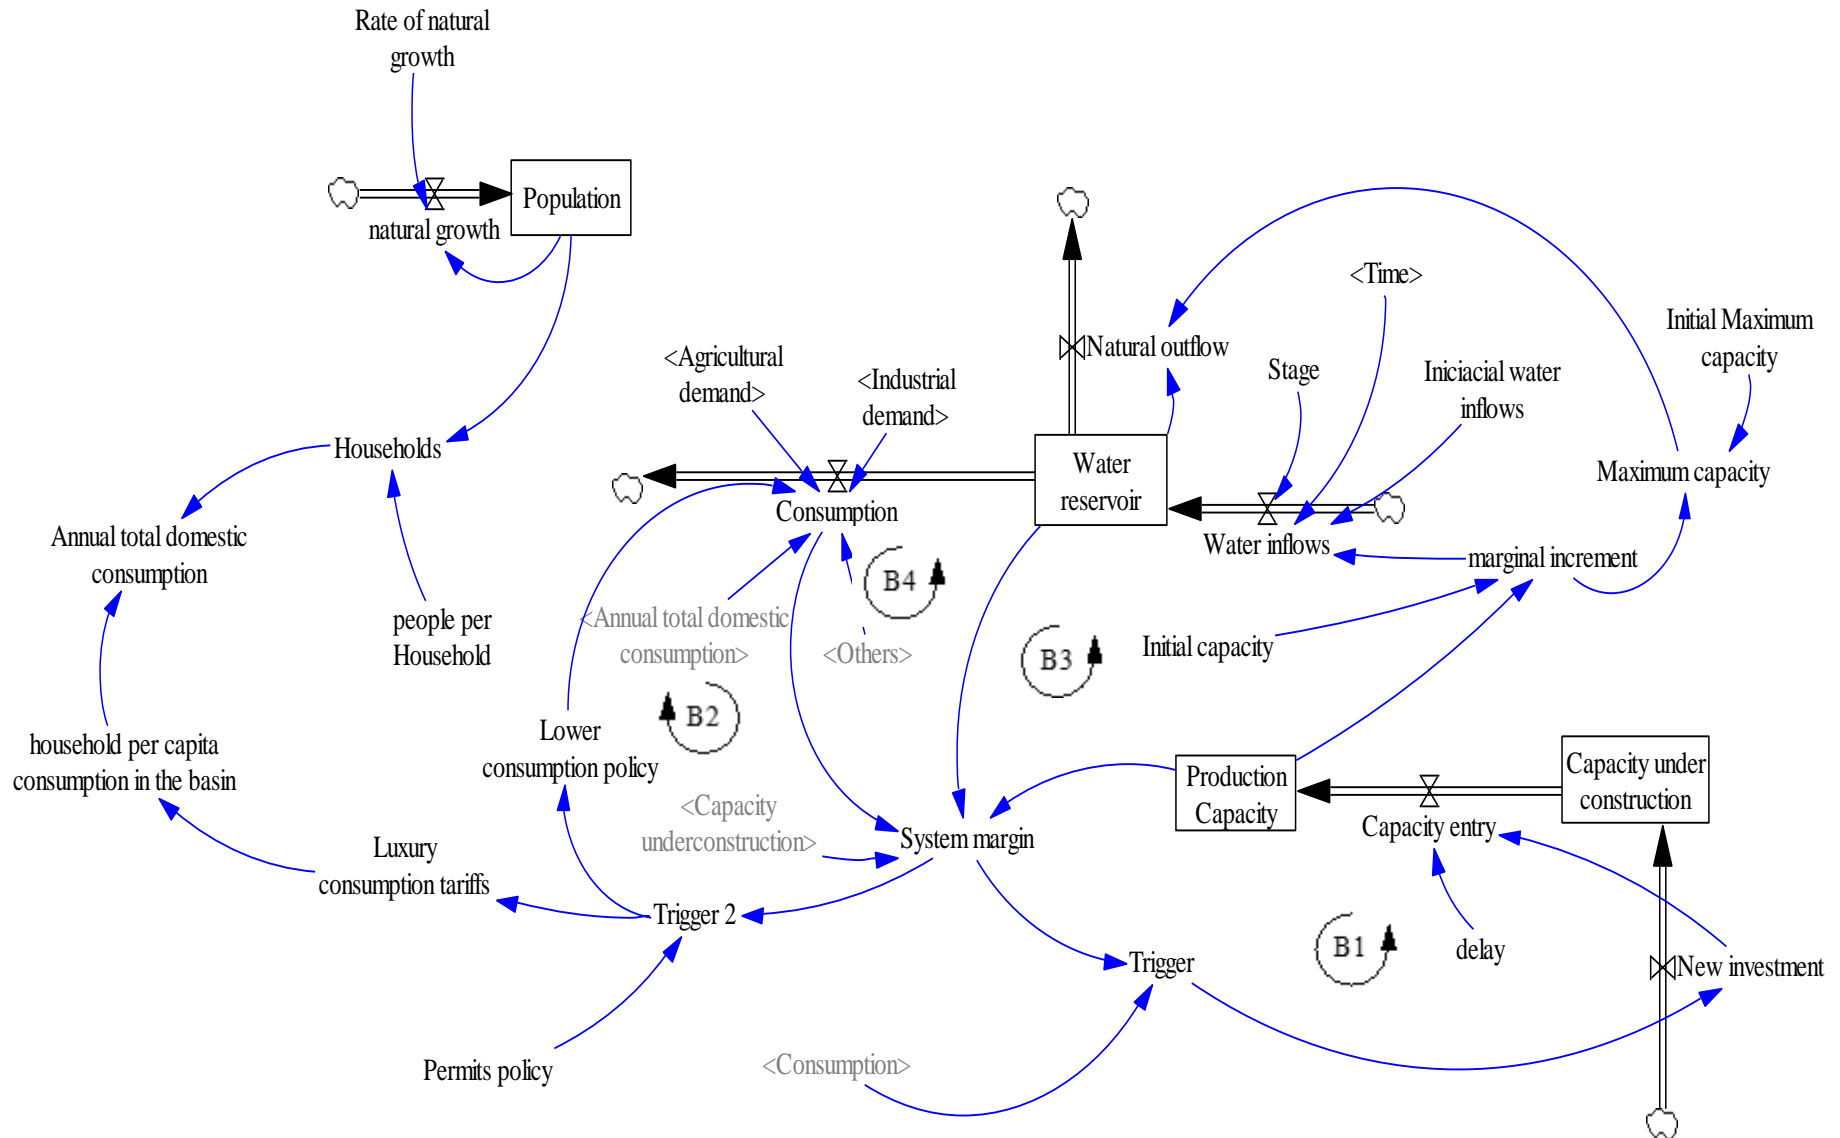 Rate of natural
growth
Population
natural growth
<Time>
Initial Maximum
capacity
Natural outflow
<Agricultural
demand>
<Industrial
demand>
Stage
Iniciacial water
inflows
Households
Water
reservoir
Maximum capacity
Consumption
Annual total domestic
consumption
Water inflows
marginal increment
B4
people per
Household
<Annual total domestic
consumption>
<Others>
B3
Initial capacity
B2
Lower
consumption policy
household per capita
consumption in the basin
Production
Capacity
Capacity under
construction
<Capacity
underconstruction>
System margin
Capacity entry
Luxury
consumption tariffs
Trigger 2
B1
delay
Trigger
New investment
Permits policy
<Consumption>